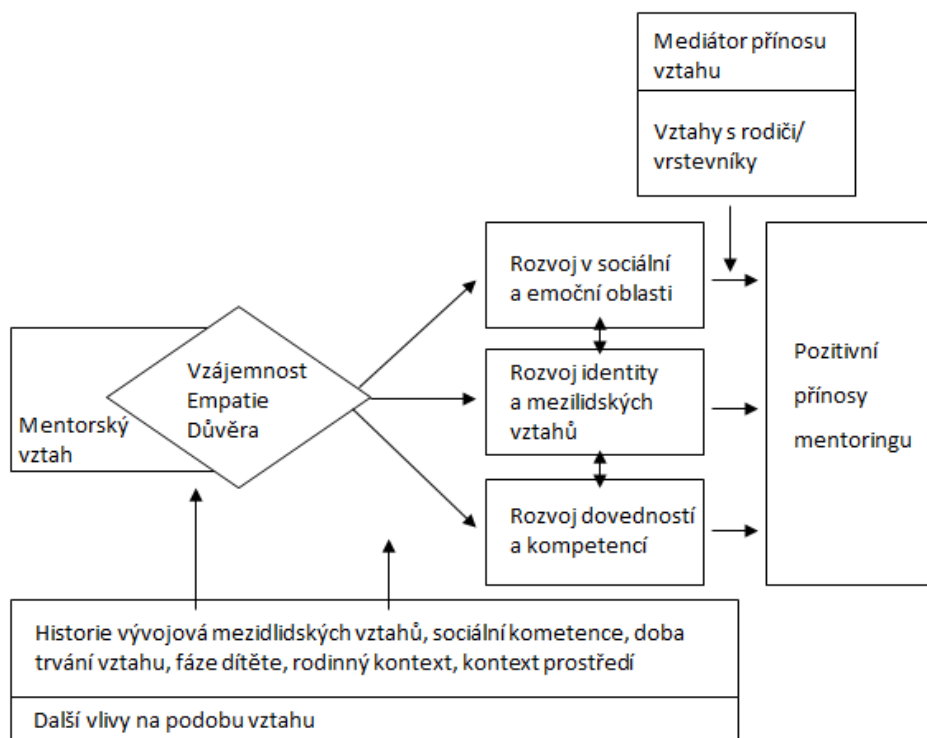 Mediátor přínosu
vztahu
Vztahy s rodiči/
vrstevníky
Rozvoj v sociální
a emoční oblasti
Vzájemnost
Empatie
Důvěra
Mentorský
vztah
Rozvoj identity
a mezilidských
vztahů
Pozitivní
přínosy
mentoringu
Rozvoj dovedností
a kompetencí
Historie vývojová mezidlidských vztahů, sociální kometence, doba
trvání vztahu, fáze dítěte, rodinný kontext, kontext prostředí
Další vlivy na podobu vztahu